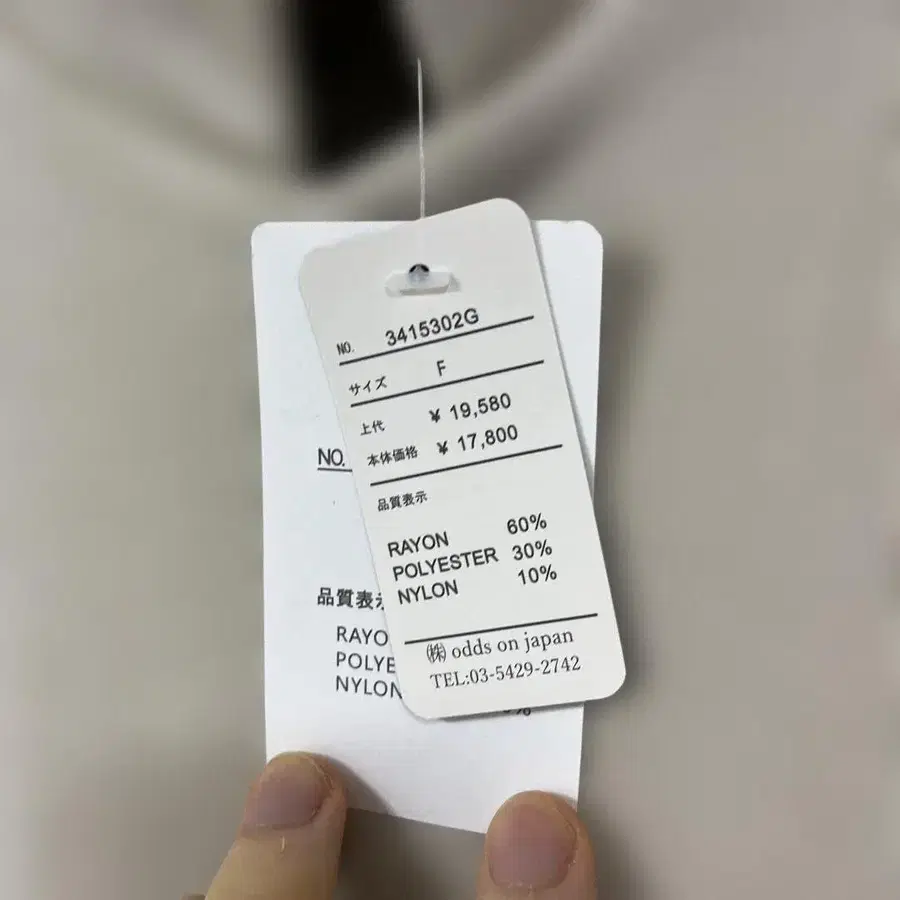 NO. 3415302G
サイズ F
上代 ¥ 19,580
本体価格 ¥ 17,800
品質表示
RAYON 60%
POLYESTER 30%
NYLON 10%
㈱ odds on japan
TEL:03-5429-2742
NO.
品質表示
RAYO
POLYE
NYLON
%